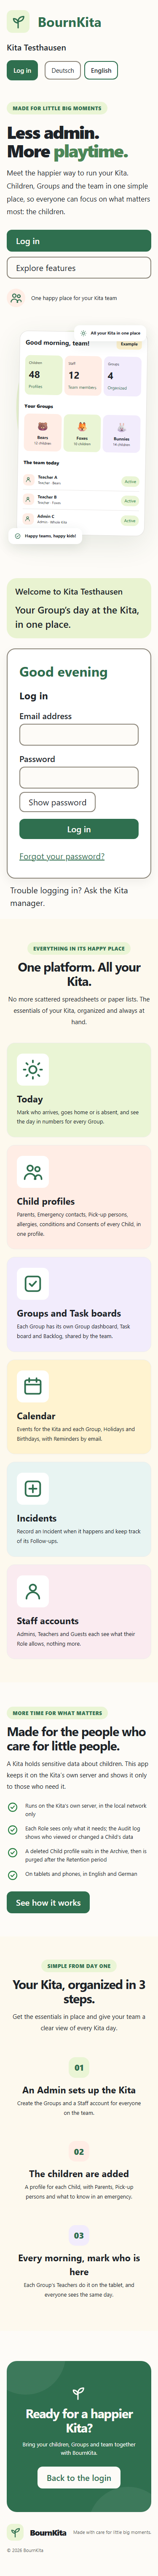 BournKita
Kita Testhausen
Log in
Deutsch
English
MADE FOR LITTLE BIG MOMENTS
Less admin.
More playtime.
Meet the happier way to run your Kita.
Children, Groups and the team in one simple
place, so everyone can focus on what matters
most: the children.
Log in
Explore features
One happy place for your Kita team
All your Kita in one place
Good morning, team!
Example
Children
48
Profiles
Staff
12
Team members
Groups
4
Organized
Your Groups
Bears
Foxes
Bunnies
The team today
Teacher A
Teacher · Bears
Active
Teacher B
Teacher · Foxes
Active
Admin C
Admin · Whole Kita
Active
Happy teams, happy kids!
Welcome to Kita Testhausen
Your Group's day at the Kita,
in one place.
Good evening
Log in
Email address
Password
Show password
Log in
Forgot your password?
Trouble logging in? Ask the Kita
manager.
EVERYTHING IN ITS HAPPY PLACE
One platform. All your
Kita.
No more scattered spreadsheets or paper lists. The
essentials of your Kita, organized and always at
hand.
Today
Mark who arrives, goes home or is absent, and see
the day in numbers for every Group.
Child profiles
Parents, Emergency contacts, Pick-up persons,
allergies, conditions and Consents of every Child, in
one profile.
Groups and Task boards
Each Group has its own Group dashboard, Task
board and Backlog, shared by the team.
Calendar
Events for the Kita and each Group, Holidays and
Birthdays, with Reminders by email.
Incidents
Record an incident when it happens and keep track
of its Follow-ups.
Staff accounts
Admins, Teachers and Guests each see what their
Role allows, nothing more.
MORE TIME FOR WHAT MATTERS
Made for the people who
care for little people.
A Kita holds sensitive data about children. This app
keeps it on the Kita's own server and shows it only
to those who need it.
Runs on the Kita's own server, in the local network
only
Each Role sees only what it needs; the Audit log
shows who viewed or changed a Child's data
A deleted Child profile waits in the Archive, then is
purged after the Retention period
On tablets and phones, in English and German
See how it works
SIMPLE FROM DAY ONE
Your Kita, organized in 3
steps.
Get the essentials in place and give your team a
clear view of every Kita day.
01
An Admin sets up the Kita
Create the Groups and a Staff account for everyone
on the team.
02
The children are added
A profile for each Child, with Parents, Pick-up
persons and what to know in an emergency.
03
Every morning, mark who is
here
Each Group's Teachers do it on the tablet, and
everyone sees the same day.
Ready for a happier
Kita?
Bring your children, Groups and team together
with BournKita.
Back to the login
BournKita
Made with care for little big moments.
© 2026 BournKita